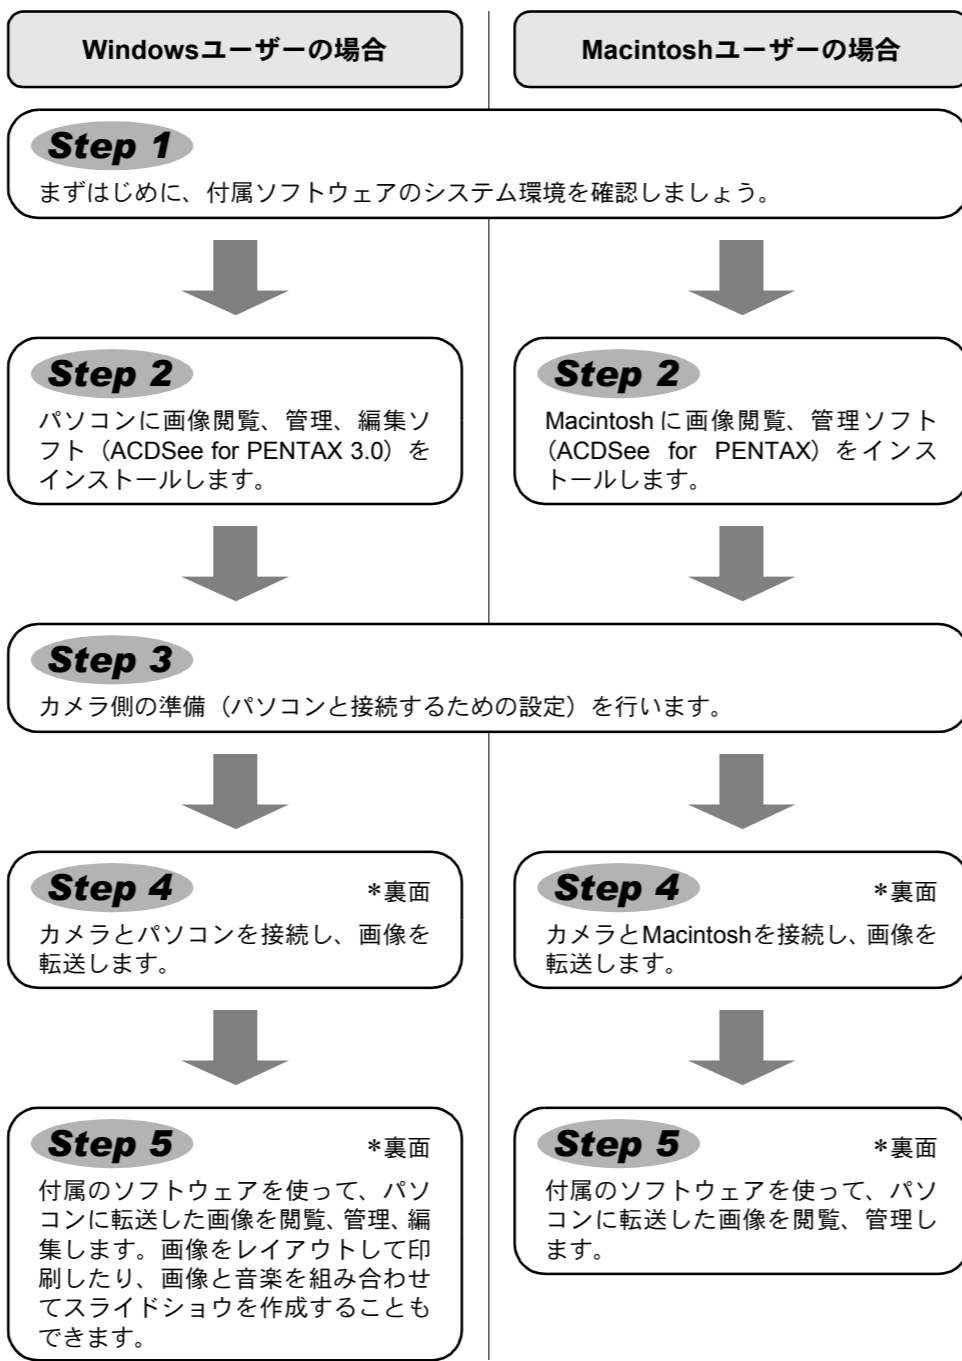 Windowsユーザーの場合
Macintoshユーザーの場合
Step 1
まずはじめに、付属ソフトウェアのシステム環境を確認しましょう。
Step 2
パソコンに画像閲覧、管理、編集ソ
フト（ACDSee for PENTAX 3.0）を
インストールします。
Step 2
Macintosh に画像閲覧、管理ソフト
（ACDSee for PENTAX）をインス
トールします。
Step 3
カメラ側の準備（パソコンと接続するための設定）を行います。
Step 4
*裏面
カメラとパソコンを接続し、画像を
転送します。
Step 4
*裏面
カメラとMacintoshを接続し、画像を
転送します。
Step 5
*裏面
付属のソフトウェアを使って、パソ
コンに転送した画像を閲覧、管理、編
集します。画像をレイアウトして印
刷したり、画像と音楽を組み合わせ
てスライドショウを作成することも
できます。
Step 5
*裏面
付属のソフトウェアを使って、パソ
コンに転送した画像を閲覧、管理し
ます。